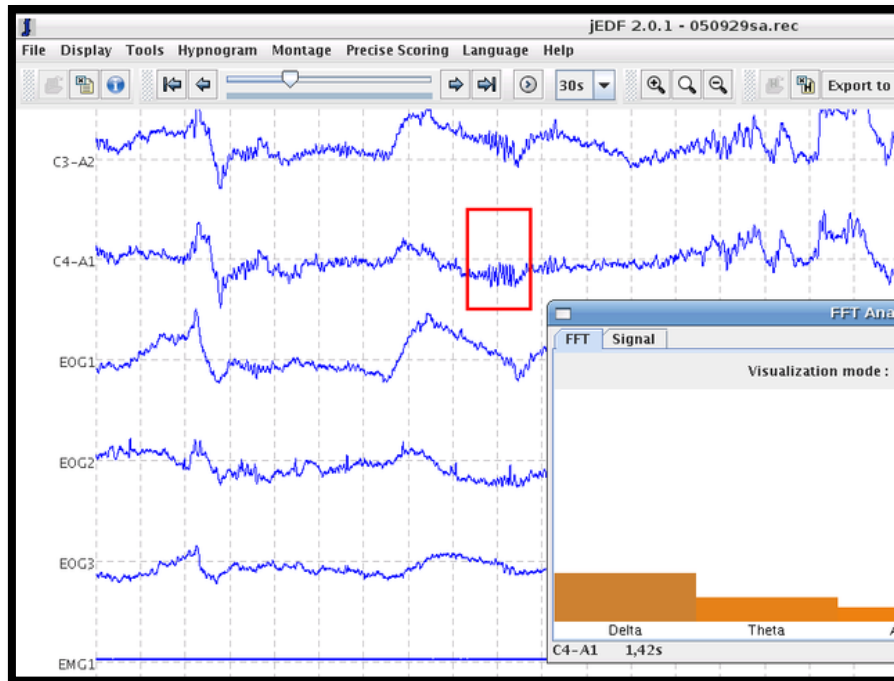 jEDF 2.0.1 - 050929sa.rec
File Display Tools Hypnogram Montage Precise Scoring Language Help
30s Export to
C3-A2
C4-A1
EOG1
EOG2
EOG3
EMG1
FFT Ana
FFT Signal
Visualization mode :
Delta Theta A
C4-A1 1,42s